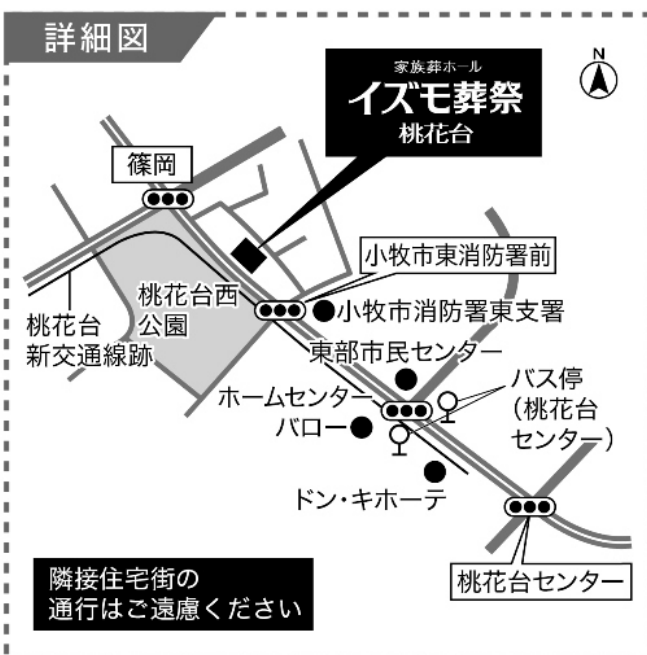 詳細図
家族葬ホール
イズモ葬祭
桃花台
N
篠岡
小牧市東消防署前
桃花台西
公園
小牧市消防署東支署
桃花台
新交通線跡
東部市民センター
バス停
（桃花台
センター）
ホームセンター
バロー
ドン・キホーテ
桃花台センター
隣接住宅街の
通行はご遠慮ください